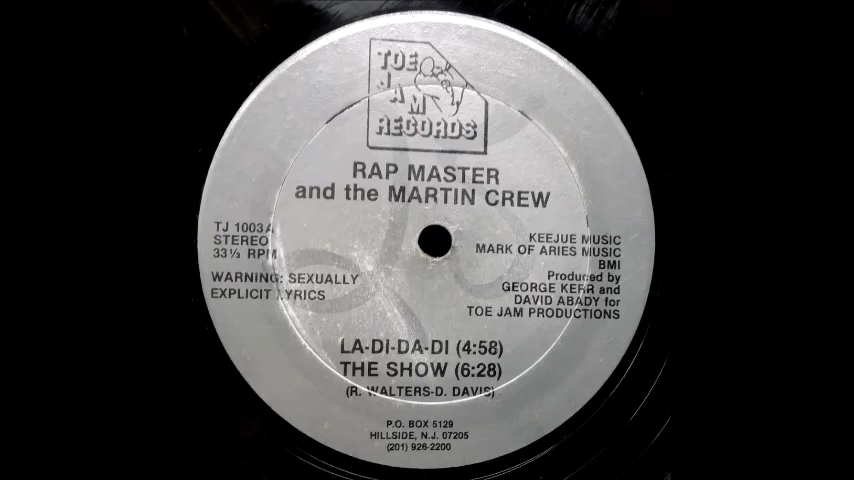 TOE
JAM
RECORDS
RAP MASTER
and the MARTIN CREW
TJ 1003A
STEREO
33⅓ RPM
WARNING: SEXUALLY
EXPLICIT LYRICS
KEEJUE MUSIC
MARK OF ARIES MUSIC
BMI
Produced by
GEORGE KERR and
DAVID ABADY for
TOE JAM PRODUCTIONS
LA-DI-DA-DI (4:58)
THE SHOW (6:28)
(R. WALTERS-D. DAVIS)
P.O. BOX 5129
HILLSIDE, N.J. 07205
(201) 926-2200